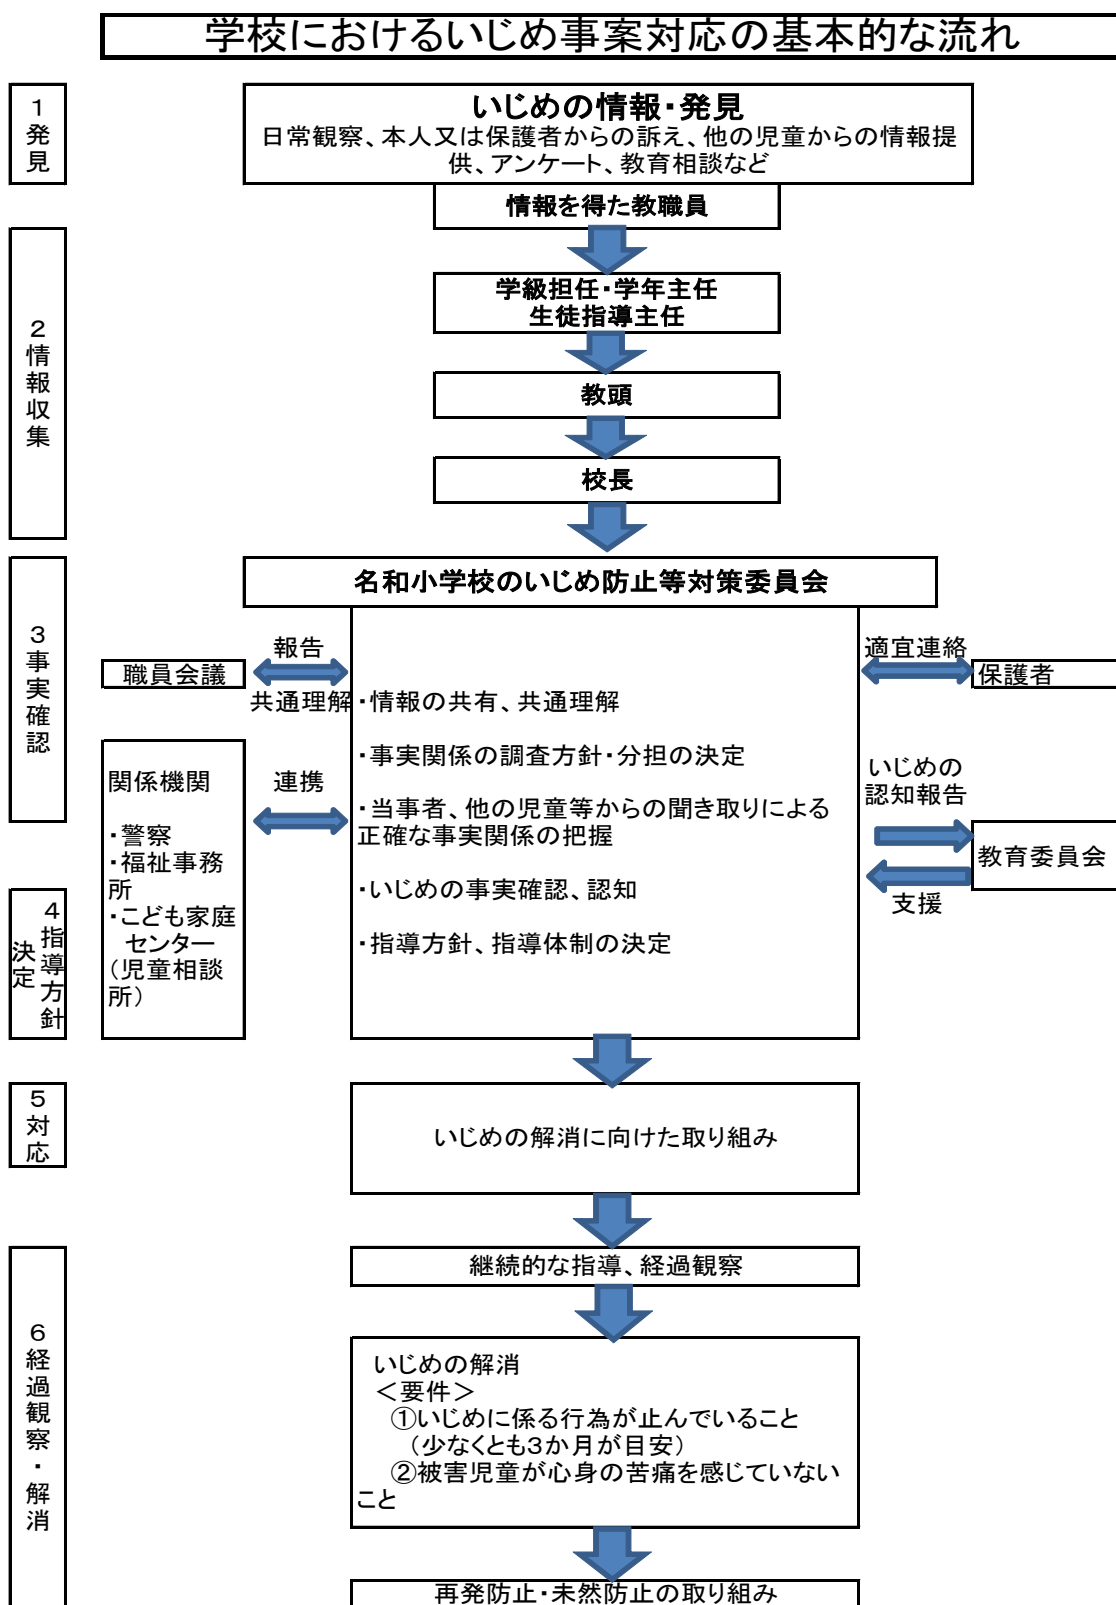 学校におけるいじめ事案対応の基本的な流れ
1
発
見
いじめの情報・発見
日常観察、本人又は保護者からの訴え、他の児童からの情報提
供、アンケート、教育相談など
情報を得た教職員
2
情
報
収
集
学級担任・学年主任
生徒指導主任
教頭
校長
3
事
実
確
認
名和小学校のいじめ防止等対策委員会
報告
職員会議
共通理解
適宜連絡
保護者
・情報の共有、共通理解
・事実関係の調査方針・分担の決定
・当事者、他の児童等からの聞き取りによる
正確な事実関係の把握
・いじめの事実確認、認知
・指導方針、指導体制の決定
関係機関
・警察
・福祉事務
所
・こども家庭
センター
(児童相談
所)
連携
いじめの
認知報告
教育委員会
支援
4指導方針
決定
5
対
応
いじめの解消に向けた取り組み
6
経
過
観
察
・
解
消
継続的な指導、経過観察
いじめの解消
<要件>
①いじめに係る行為が止んでいること
(少なくとも3か月が目安)
②被害児童が心身の苦痛を感じていない
こと
再発防止・未然防止の取り組み